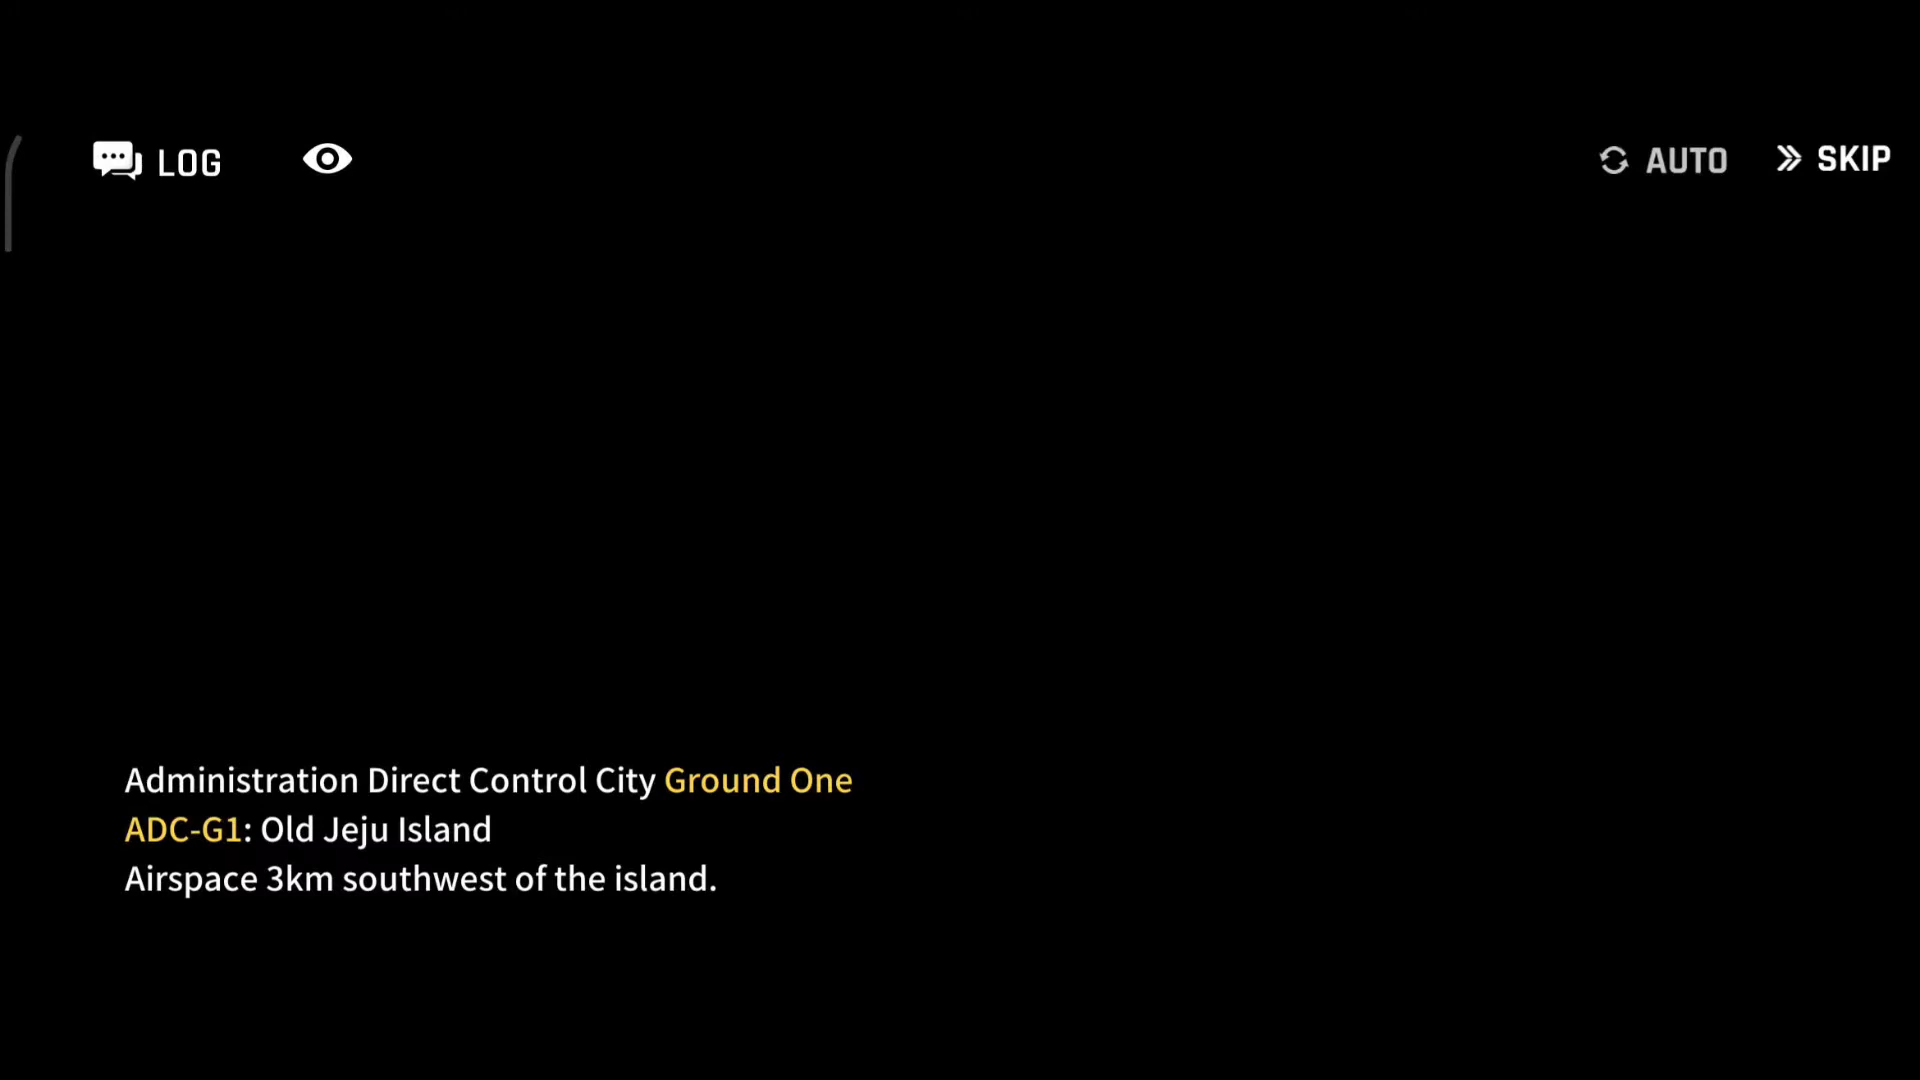 LOG
AUTO
SKIP
Administration Direct Control City Ground One
ADC-G1: Old Jeju Island
Airspace 3km southwest of the island.